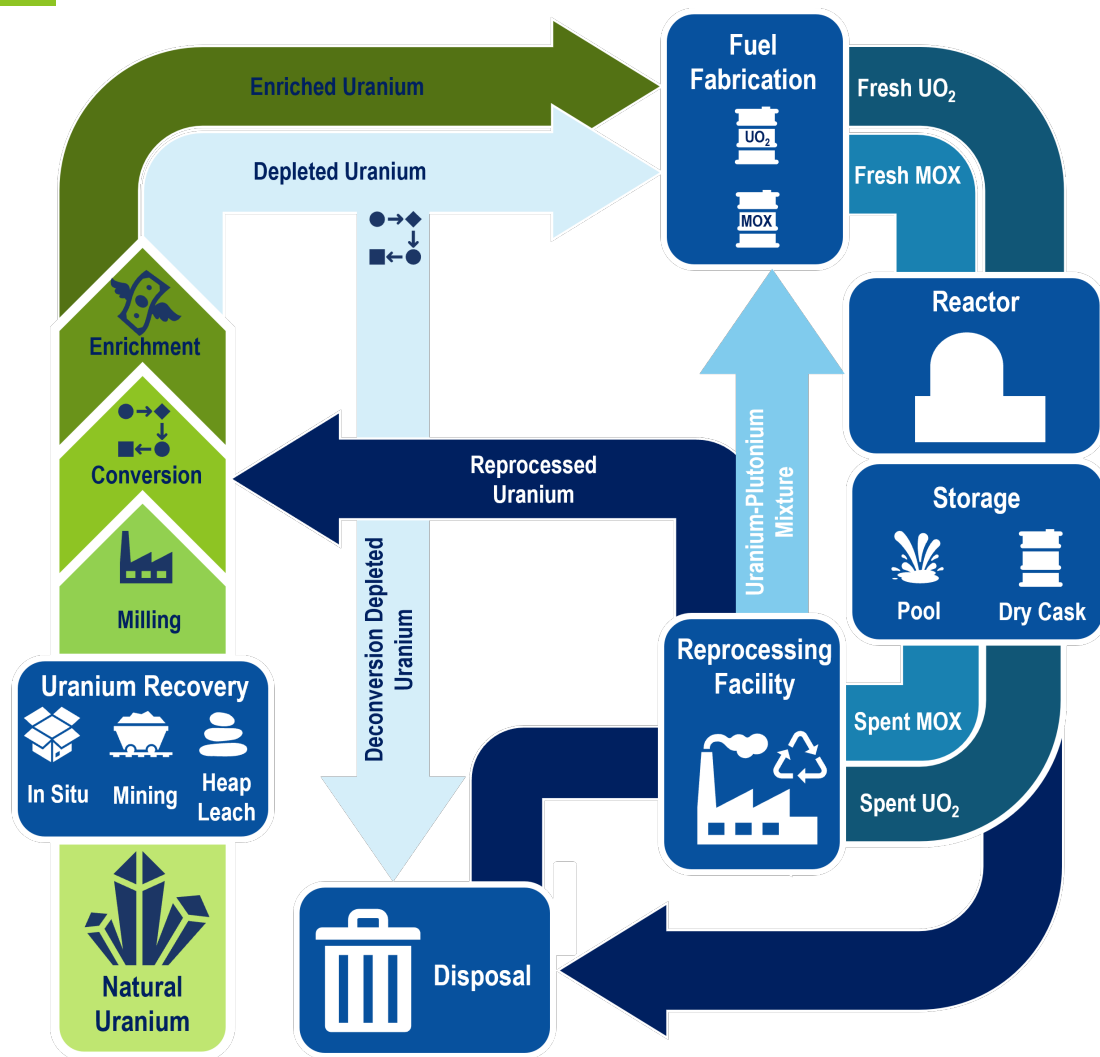 Fuel
Fabrication
UO₂
MOX
Enriched Uranium
Depleted Uranium
Fresh UO₂
Fresh MOX
Reactor
Enrichment
Conversion
Milling
Reprocessed
Uranium
Uranium-Plutonium
Mixture
Storage
Pool
Dry Cask
Deconversion Depleted
Uranium
Uranium Recovery
In Situ
Mining
Heap
Leach
Reprocessing
Facility
Spent MOX
Spent UO₂
Natural
Uranium
Disposal